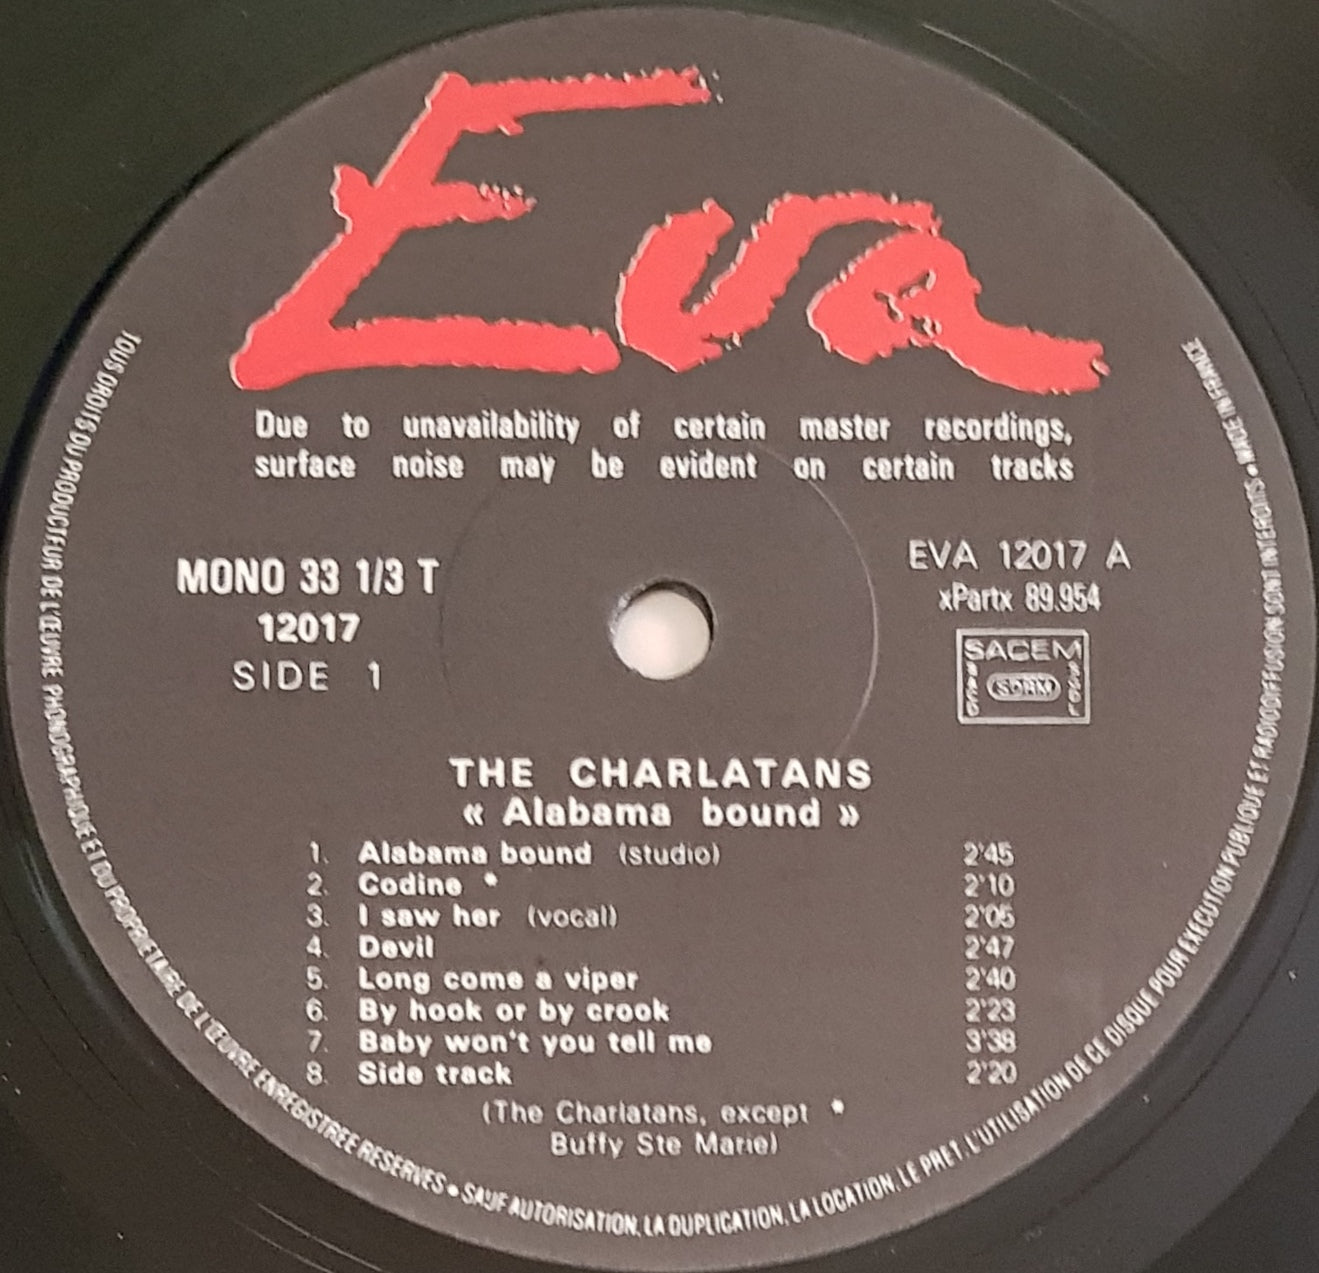 Eva
Due to unavailability of certain master recordings,
surface noise may be evident on certain tracks
MONO 33 1/3 T
12017
SIDE 1
EVA 12017 A
xPartx 89.954
SACEM
SACD
SDRM
SGDL
THE CHARLATANS
« Alabama bound »
1. Alabama bound (studio) 2'45
2. Codine * 2'10
3. I saw her (vocal) 2'05
4. Devil 2'47
5. Long come a viper 2'40
6. By hook or by crook 2'23
7. Baby won't you tell me 3'38
8. Side track 2'20
(The Charlatans, except *
Buffy Ste Marie)
TOUS DROITS DU PRODUCTEUR DE L'ŒUVRE PHONOGRAPHIQUE ET DU PROPRIETAIRE DE L'ŒUVRE ENREGISTREE RESERVES • SAUF AUTORISATION, LA DUPLICATION, LA LOCATION, LE PRET, L'UTILISATION DE CE DISQUE POUR EXECUTION PUBLIQUE ET RADIODIFFUSION SONT INTERDITS • MADE IN FRANCE